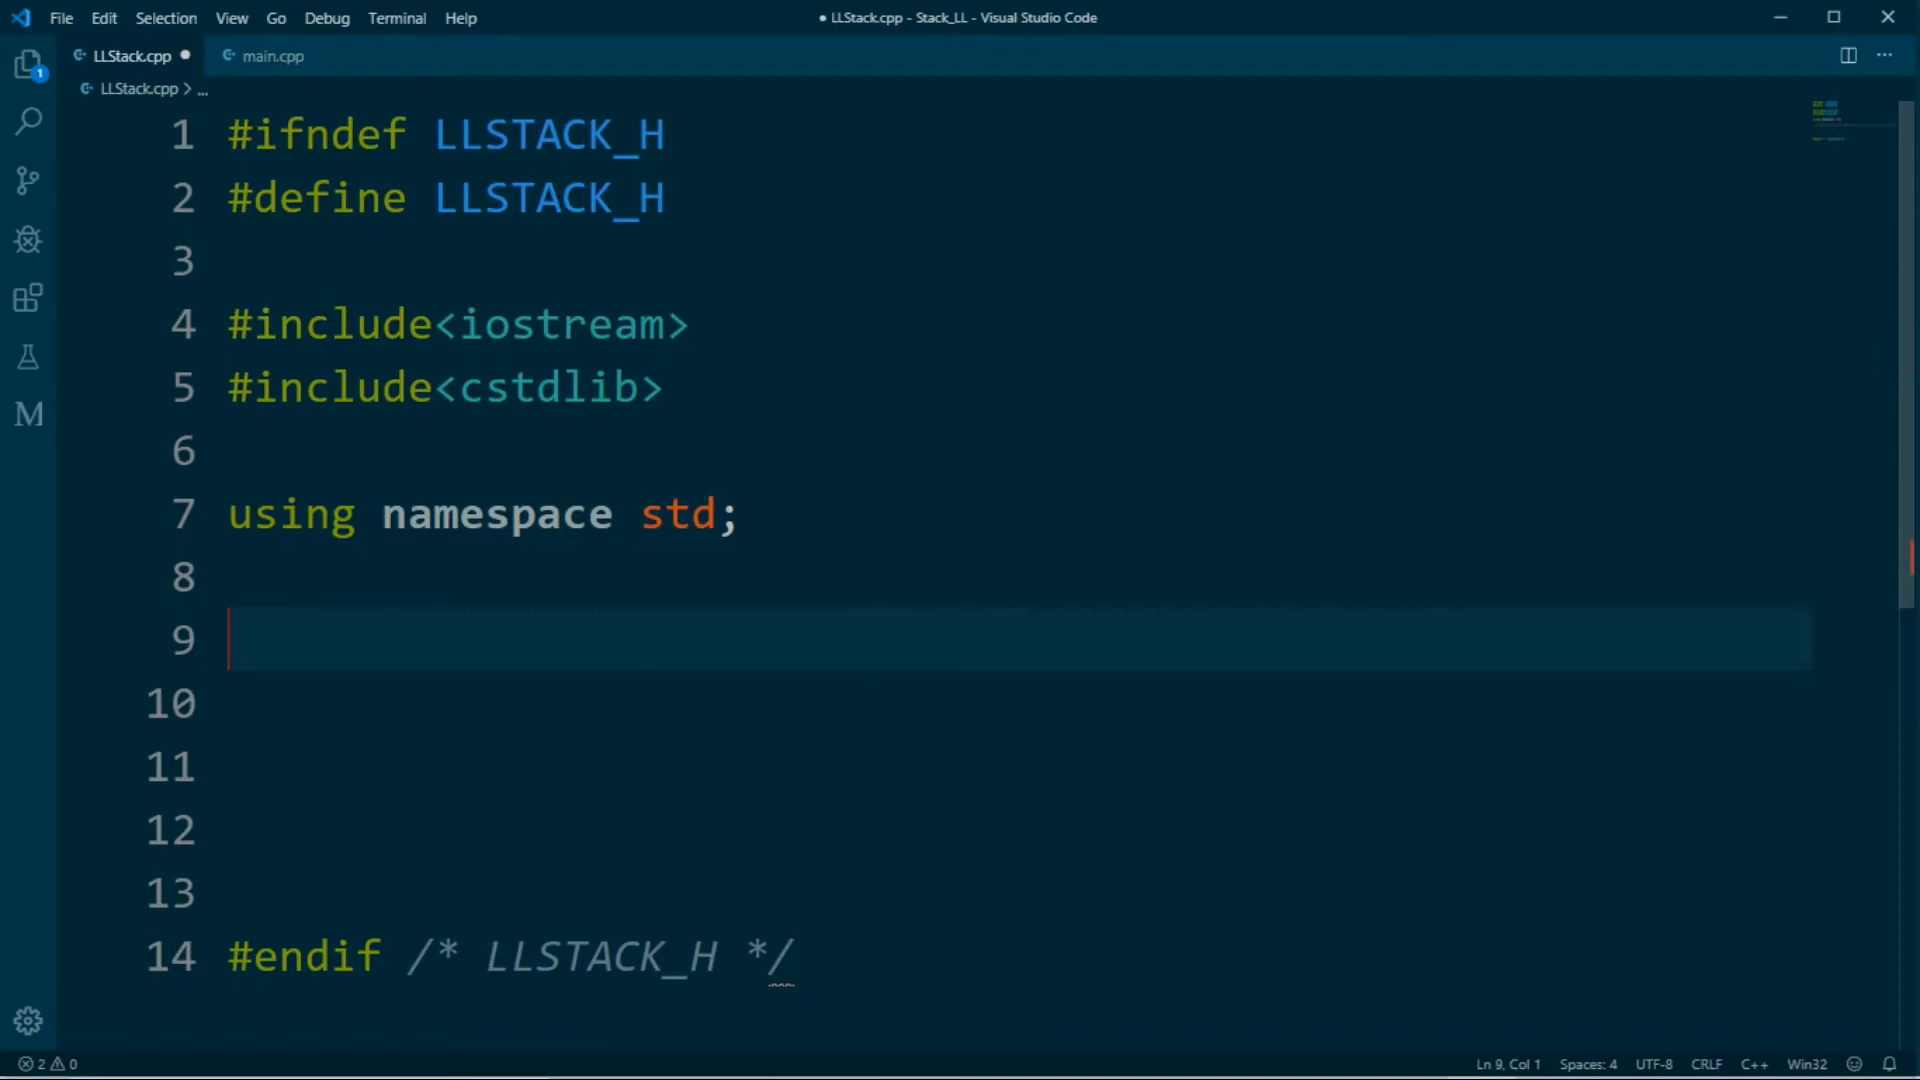 File Edit Selection View Go Debug Terminal Help
● LLStack.cpp - Stack_LL - Visual Studio Code
LLStack.cpp ● main.cpp
LLStack.cpp > ...
1 #ifndef LLSTACK_H
2 #define LLSTACK_H
3
4 #include<iostream>
5 #include<cstdlib>
6
7 using namespace std;
8
9
10
11
12
13
14 #endif /* LLSTACK_H */
1
M
2 0
Ln 9, Col 1 Spaces: 4 UTF-8 CRLF C++ Win32